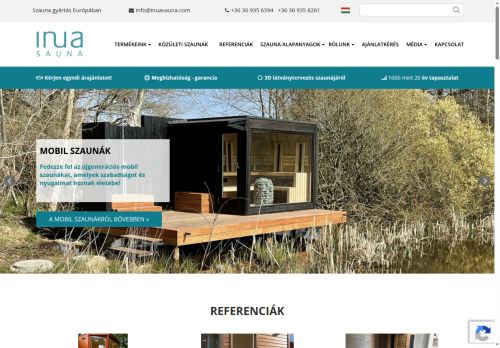 Szauna gyártás Európában
info@inuasauna.com
+36 30 935 6394 +36 30 935 8261
inua
SAUNA
TERMÉKEINK KÖZÜLETI SZAUNÁK REFERENCIÁK SZAUNA ALAPANYAGOK RÓLUNK AJÁNLATKÉRÉS MÉDIA KAPCSOLAT
Kérjen egyedi árajánlatot!
Megbízhatóság - garancia
3D látványtervezés szaunájáról
Több mint 20 év tapasztalat
MOBIL SZAUNÁK
Fedezze fel az újgenerációs mobil
szaunákat, amelyek szabadságot és
nyugalmat hoznak életébe!
A MOBIL SZAUNÁKRÓL BŐVEBBEN »
REFERENCIÁK